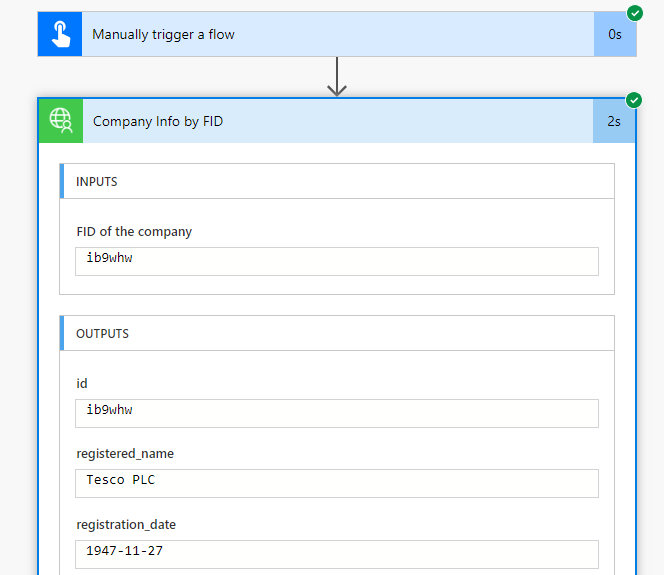 Manually trigger a flow
0s
Company Info by FID
2s
INPUTS
FID of the company
ib9whw
OUTPUTS
id
ib9whw
registered_name
Tesco PLC
registration_date
1947-11-27